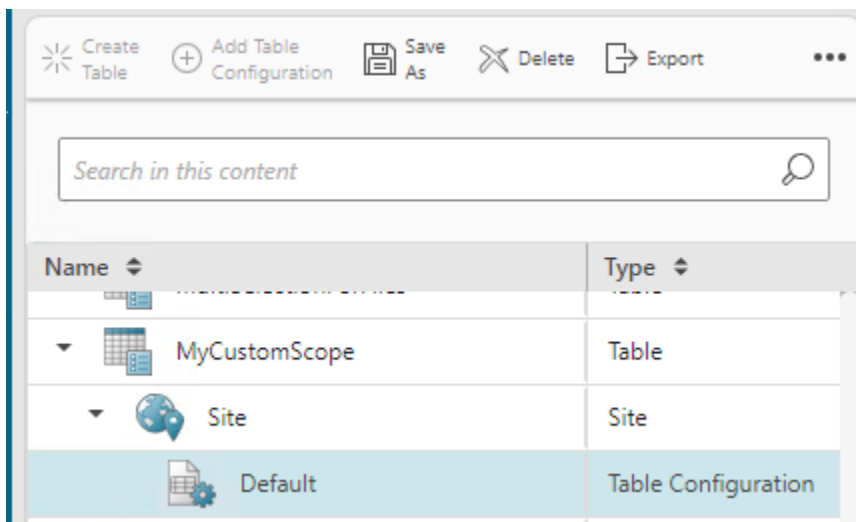 Create
Table
Add Table
Configuration
Save
As
Delete
Export
Search in this content
Name
Type
MyCustomScope
Table
Site
Site
Default
Table Configuration